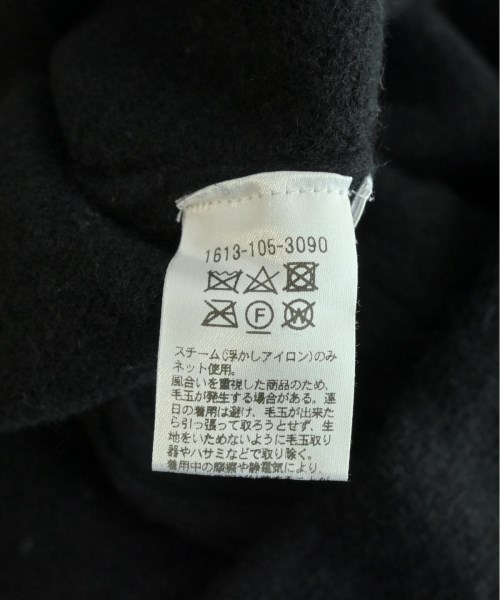 1613-105-3090
F W
スチーム(浮かしアイロン)のみ
ネット使用。
風合いを重視した商品のため、
毛玉が発生する場合がある。連
日の着用は避け、毛玉が出来た
ら引っ張って取ろうとせず、生
地をいためないように毛玉取り
器やハサミなどで取り除く。
着用中の摩擦や静電気により、